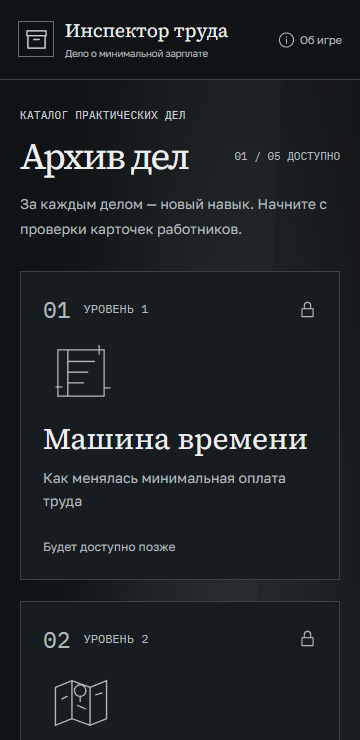 Инспектор труда
Дело о минимальной зарплате
Об игре
КАТАЛОГ ПРАКТИЧЕСКИХ ДЕЛ
Архив дел
01 / 05 ДОСТУПНО
За каждым делом — новый навык. Начните с
проверки карточек работников.
01 УРОВЕНЬ 1
Машина времени
Как менялась минимальная оплата
труда
Будет доступно позже
02 УРОВЕНЬ 2